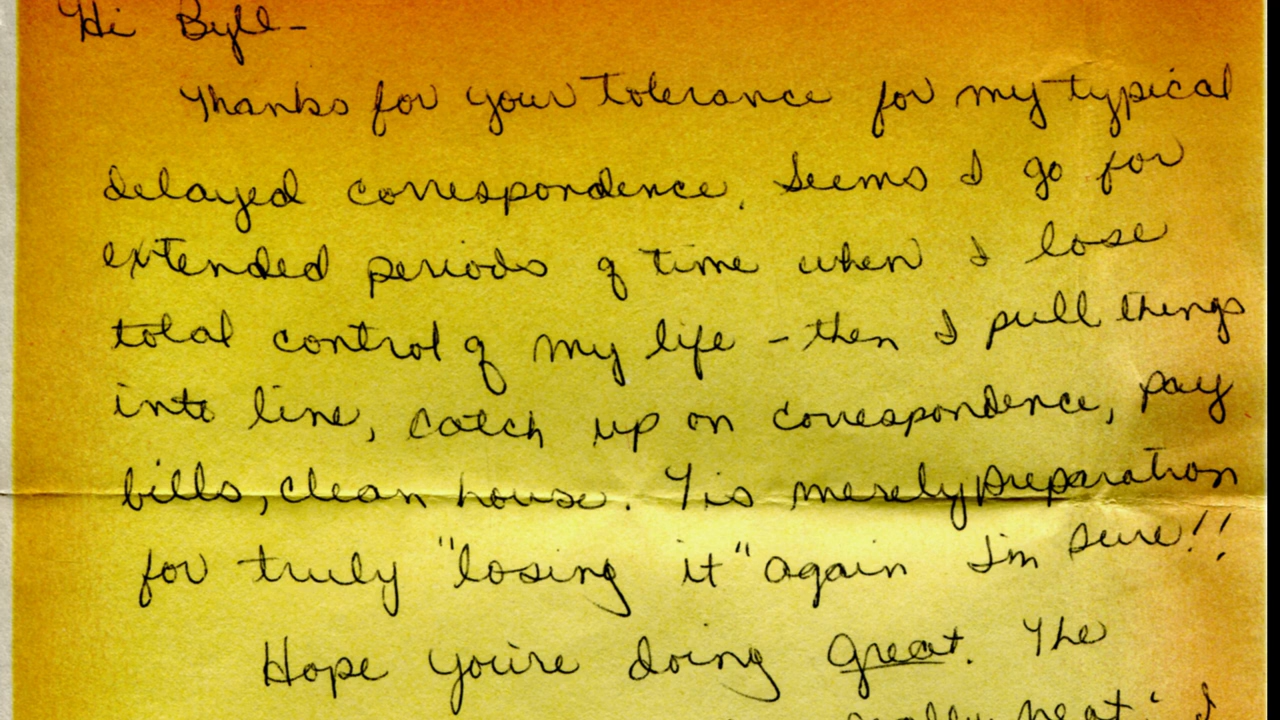 Hi Byll -
Thanks for your tolerance for my typical
delayed correspondence. Seems I go for
extended periods of time when I lose
total control of my life - then I pull things
into line, catch up on correspondence, pay
bills, clean house. Tis merely preparation
for truly "losing it" again I'm sure!!
Hope you're doing great. The
really neat. I